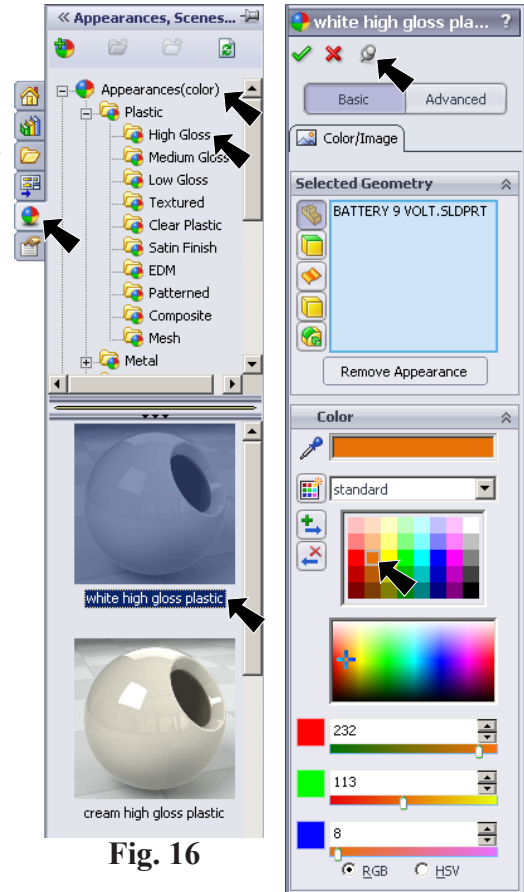 Appearances, Scenes...
Appearances(color)
Plastic
High Gloss
Medium Gloss
Low Gloss
Textured
Clear Plastic
Satin Finish
EDM
Patterned
Composite
Mesh
Metal
white high gloss plastic
cream high gloss plastic
Fig. 16
white high gloss pla... ?
Basic Advanced
Color/Image
Selected Geometry
BATTERY 9 VOLT.SLDPRT
Remove Appearance
Color
standard
232
113
8
RGB HSV